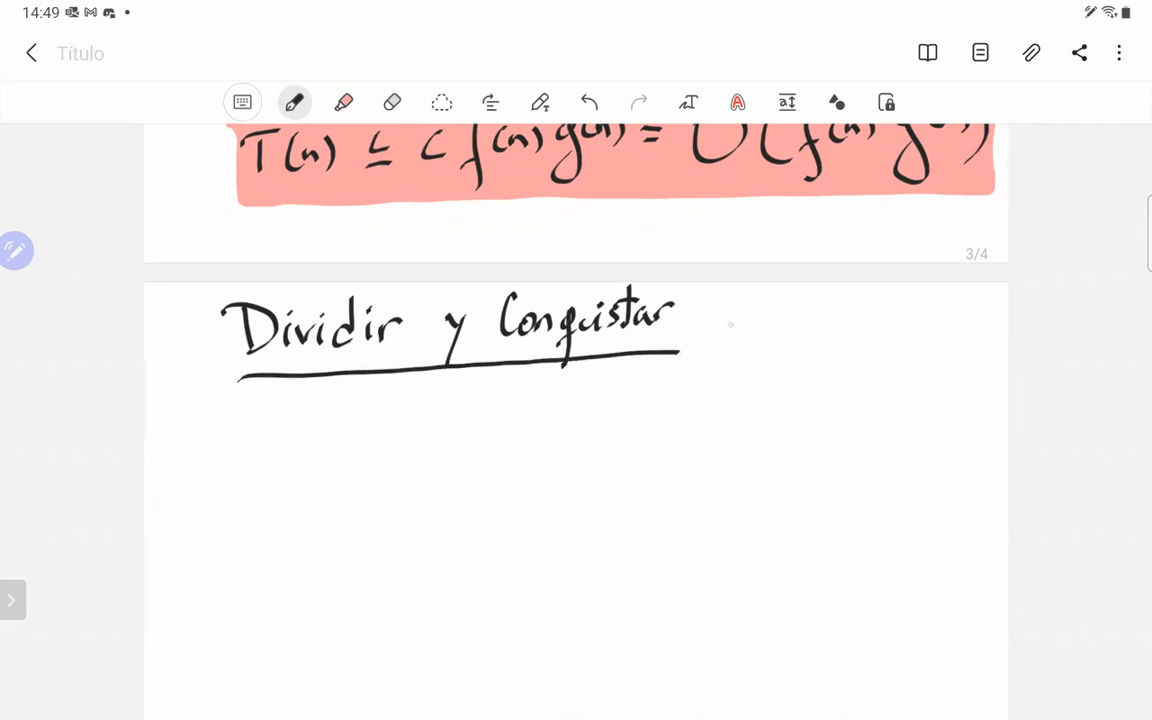 14:49
Título
T(n) ≤ c f(n) g(n) = O(f(n) g(n))
3/4
Dividir y Conquistar